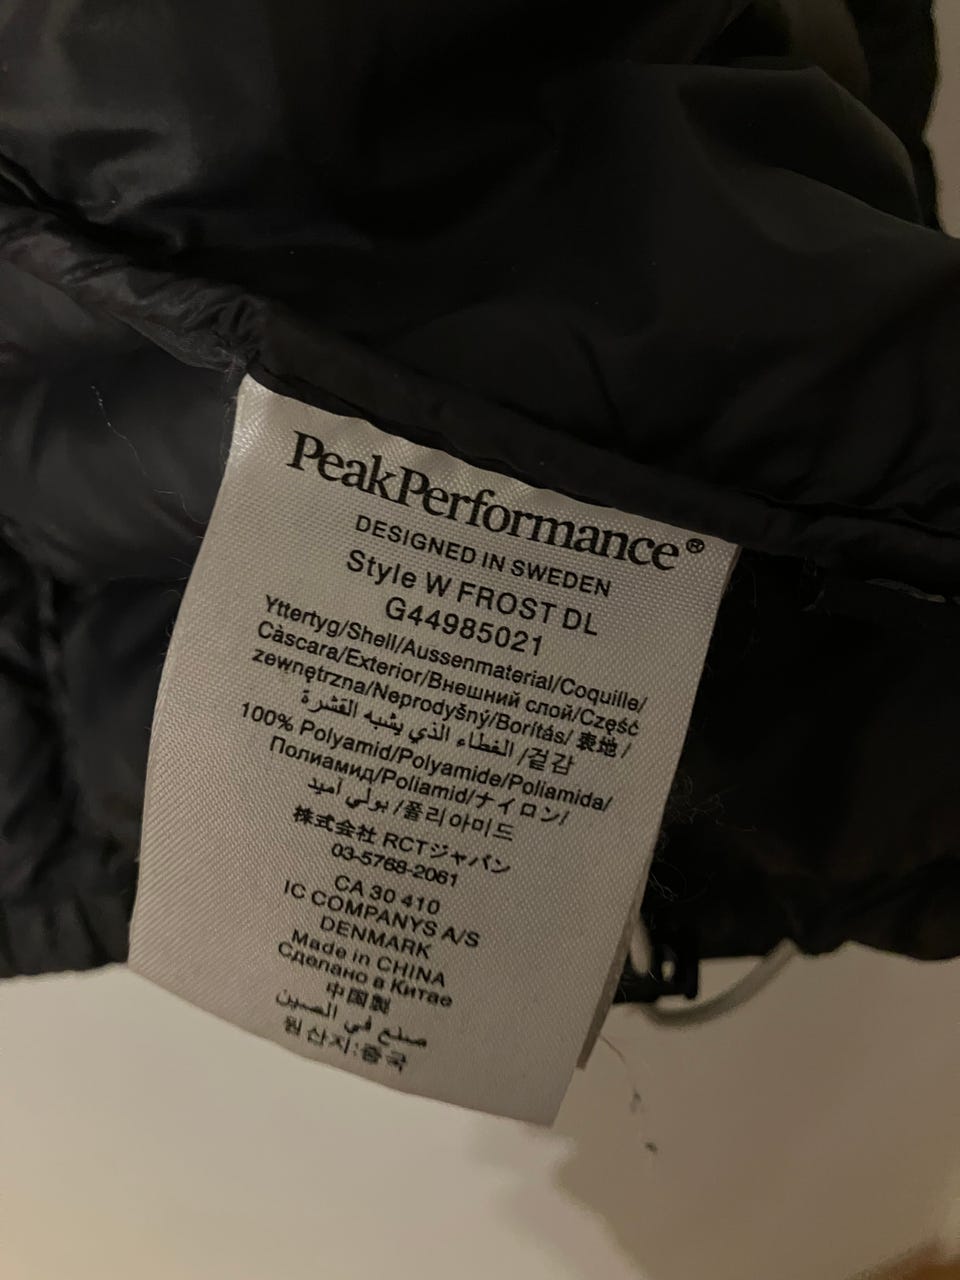 PeakPerformance®
DESIGNED IN SWEDEN
Style W FROST DL
G44985021
Yttertyg/Shell/Aussenmaterial/Coquille/
Càscara/Exterior/Внешний слой/Część
zewnętrzna/Neprodyšný/Borítás/ 表地 /
الغطاء الذي يشبه القشرة /겉감
100% Polyamid/Polyamide/Poliamida/
Полиамид/Poliamid/ナイロン/
بولي أميد /폴리아미드
株式会社 RCTジャパン
03-5768-2061
CA 30 410
IC COMPANYS A/S
DENMARK
Made in CHINA
Сделано в Китае
中国製
صنع في الصين
원산지:중국